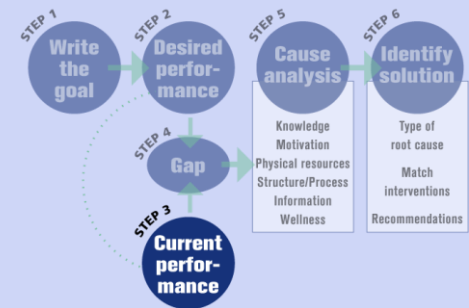 STEP 1
Write
the
goal
STEP 2
Desired
perfor-
mance
STEP 4
Gap
STEP 3
Current
perfor-
mance
STEP 5
Cause
analysis
Knowledge
Motivation
Physical resources
Structure/Process
Information
Wellness
STEP 6
Identify
solution
Type of
root cause
Match
interventions
Recommendations